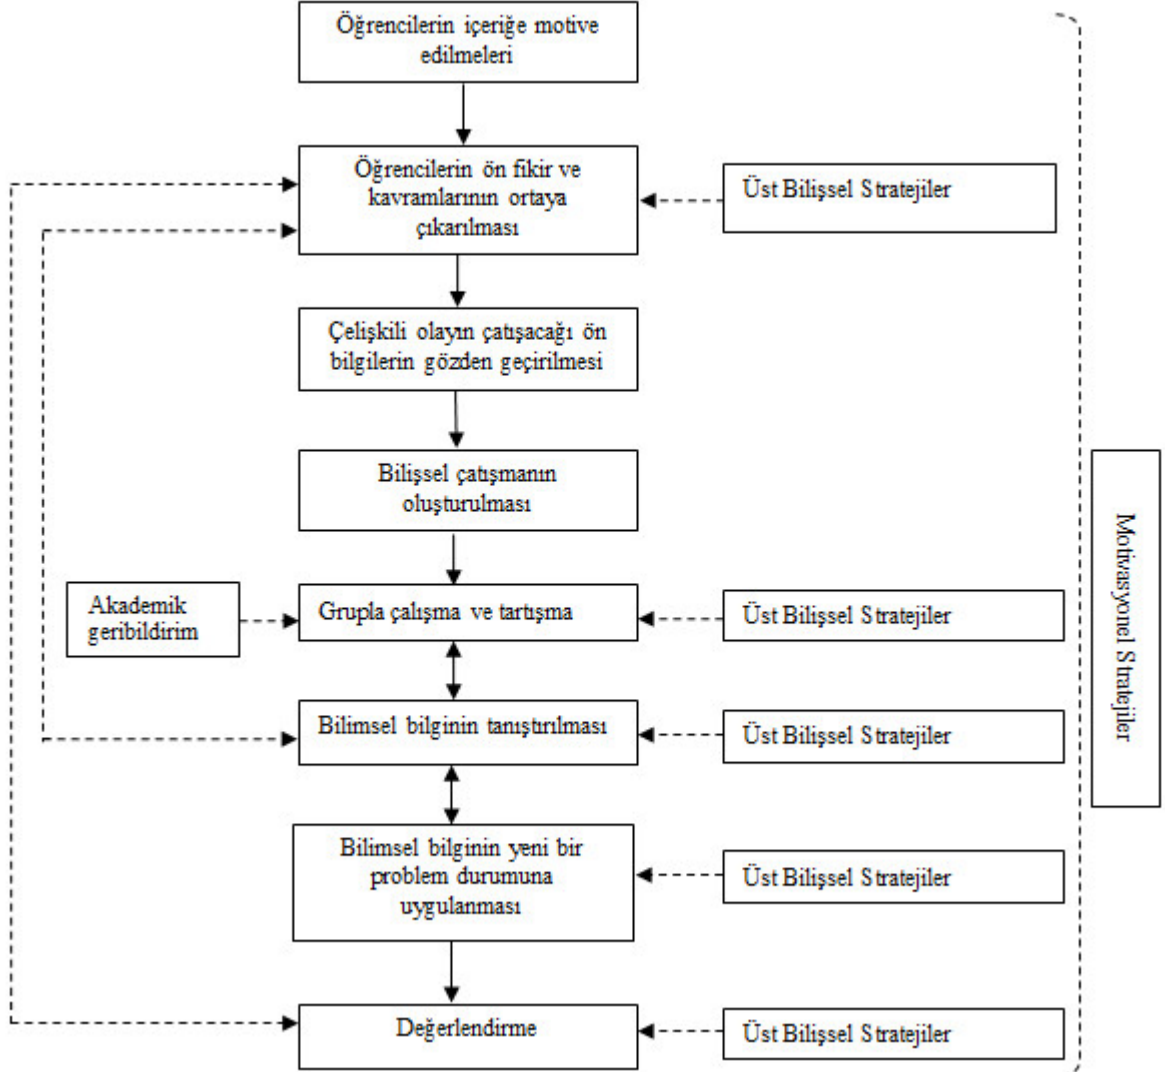 Öğrencilerin içeriğe motive
edilmeleri
Öğrencilerin ön fikir ve
kavramlarının ortaya
çıkarılması
Üst Bilişsel Stratejiler
Çelişkili olayın çatışacağı ön
bilgilerin gözden geçirilmesi
Bilişsel çatışmanın
oluşturulması
Akademik
geribildirim
Grupla çalışma ve tartışma
Üst Bilişsel Stratejiler
Bilimsel bilginin tanıştırılması
Üst Bilişsel Stratejiler
Bilimsel bilginin yeni bir
problem durumuna
uygulanması
Üst Bilişsel Stratejiler
Değerlendirme
Üst Bilişsel Stratejiler
Motivasyonel Stratejiler